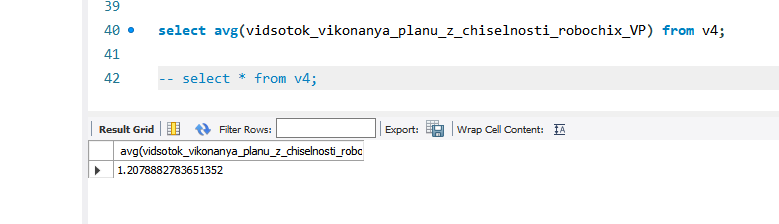 39
40 select avg(vidsotok_vikonanya_planu_z_chiselnosti_robochix_VP) from v4;
41
42 -- select * from v4;
Result Grid Filter Rows: Export: Wrap Cell Content:
avg(vidsotok_vikonanya_planu_z_chiselnosti_robo
1.2078882783651352